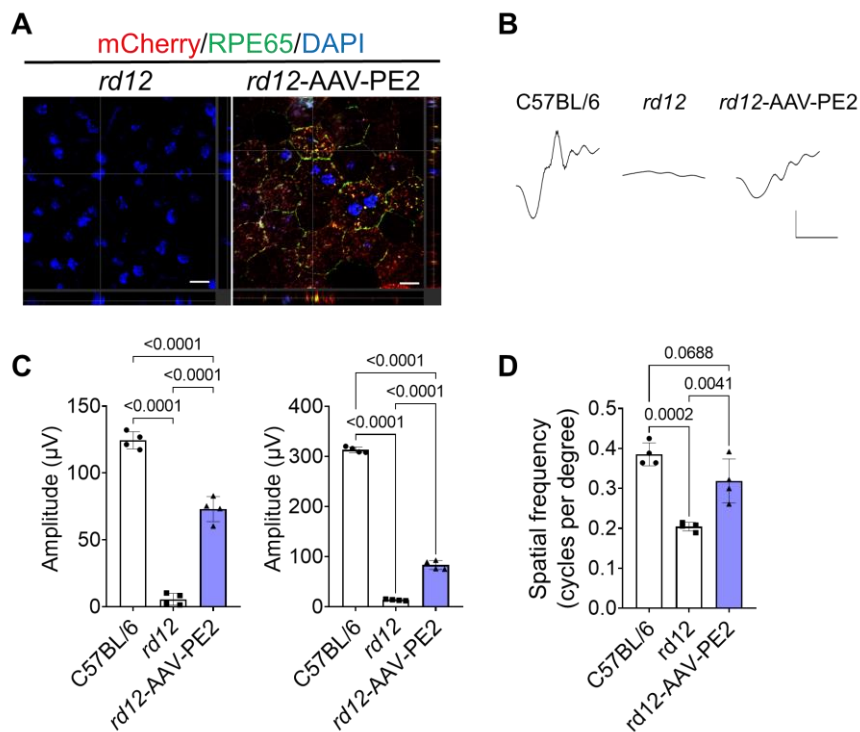 A
mCherry/RPE65/DAPI
rd12
rd12-AAV-PE2
B
C57BL/6
rd12
rd12-AAV-PE2
C
<0.0001
<0.0001
<0.0001
Amplitude (µV)
150
100
50
0
C57BL/6
rd12
rd12-AAV-PE2
<0.0001
<0.0001
<0.0001
Amplitude (µV)
400
300
200
100
0
C57BL/6
rd12
rd12-AAV-PE2
D
0.0688
0.0041
0.0002
Spatial frequency
(cycles per degree)
0.5
0.4
0.3
0.2
0.1
0.0
C57BL/6
rd12
rd12-AAV-PE2